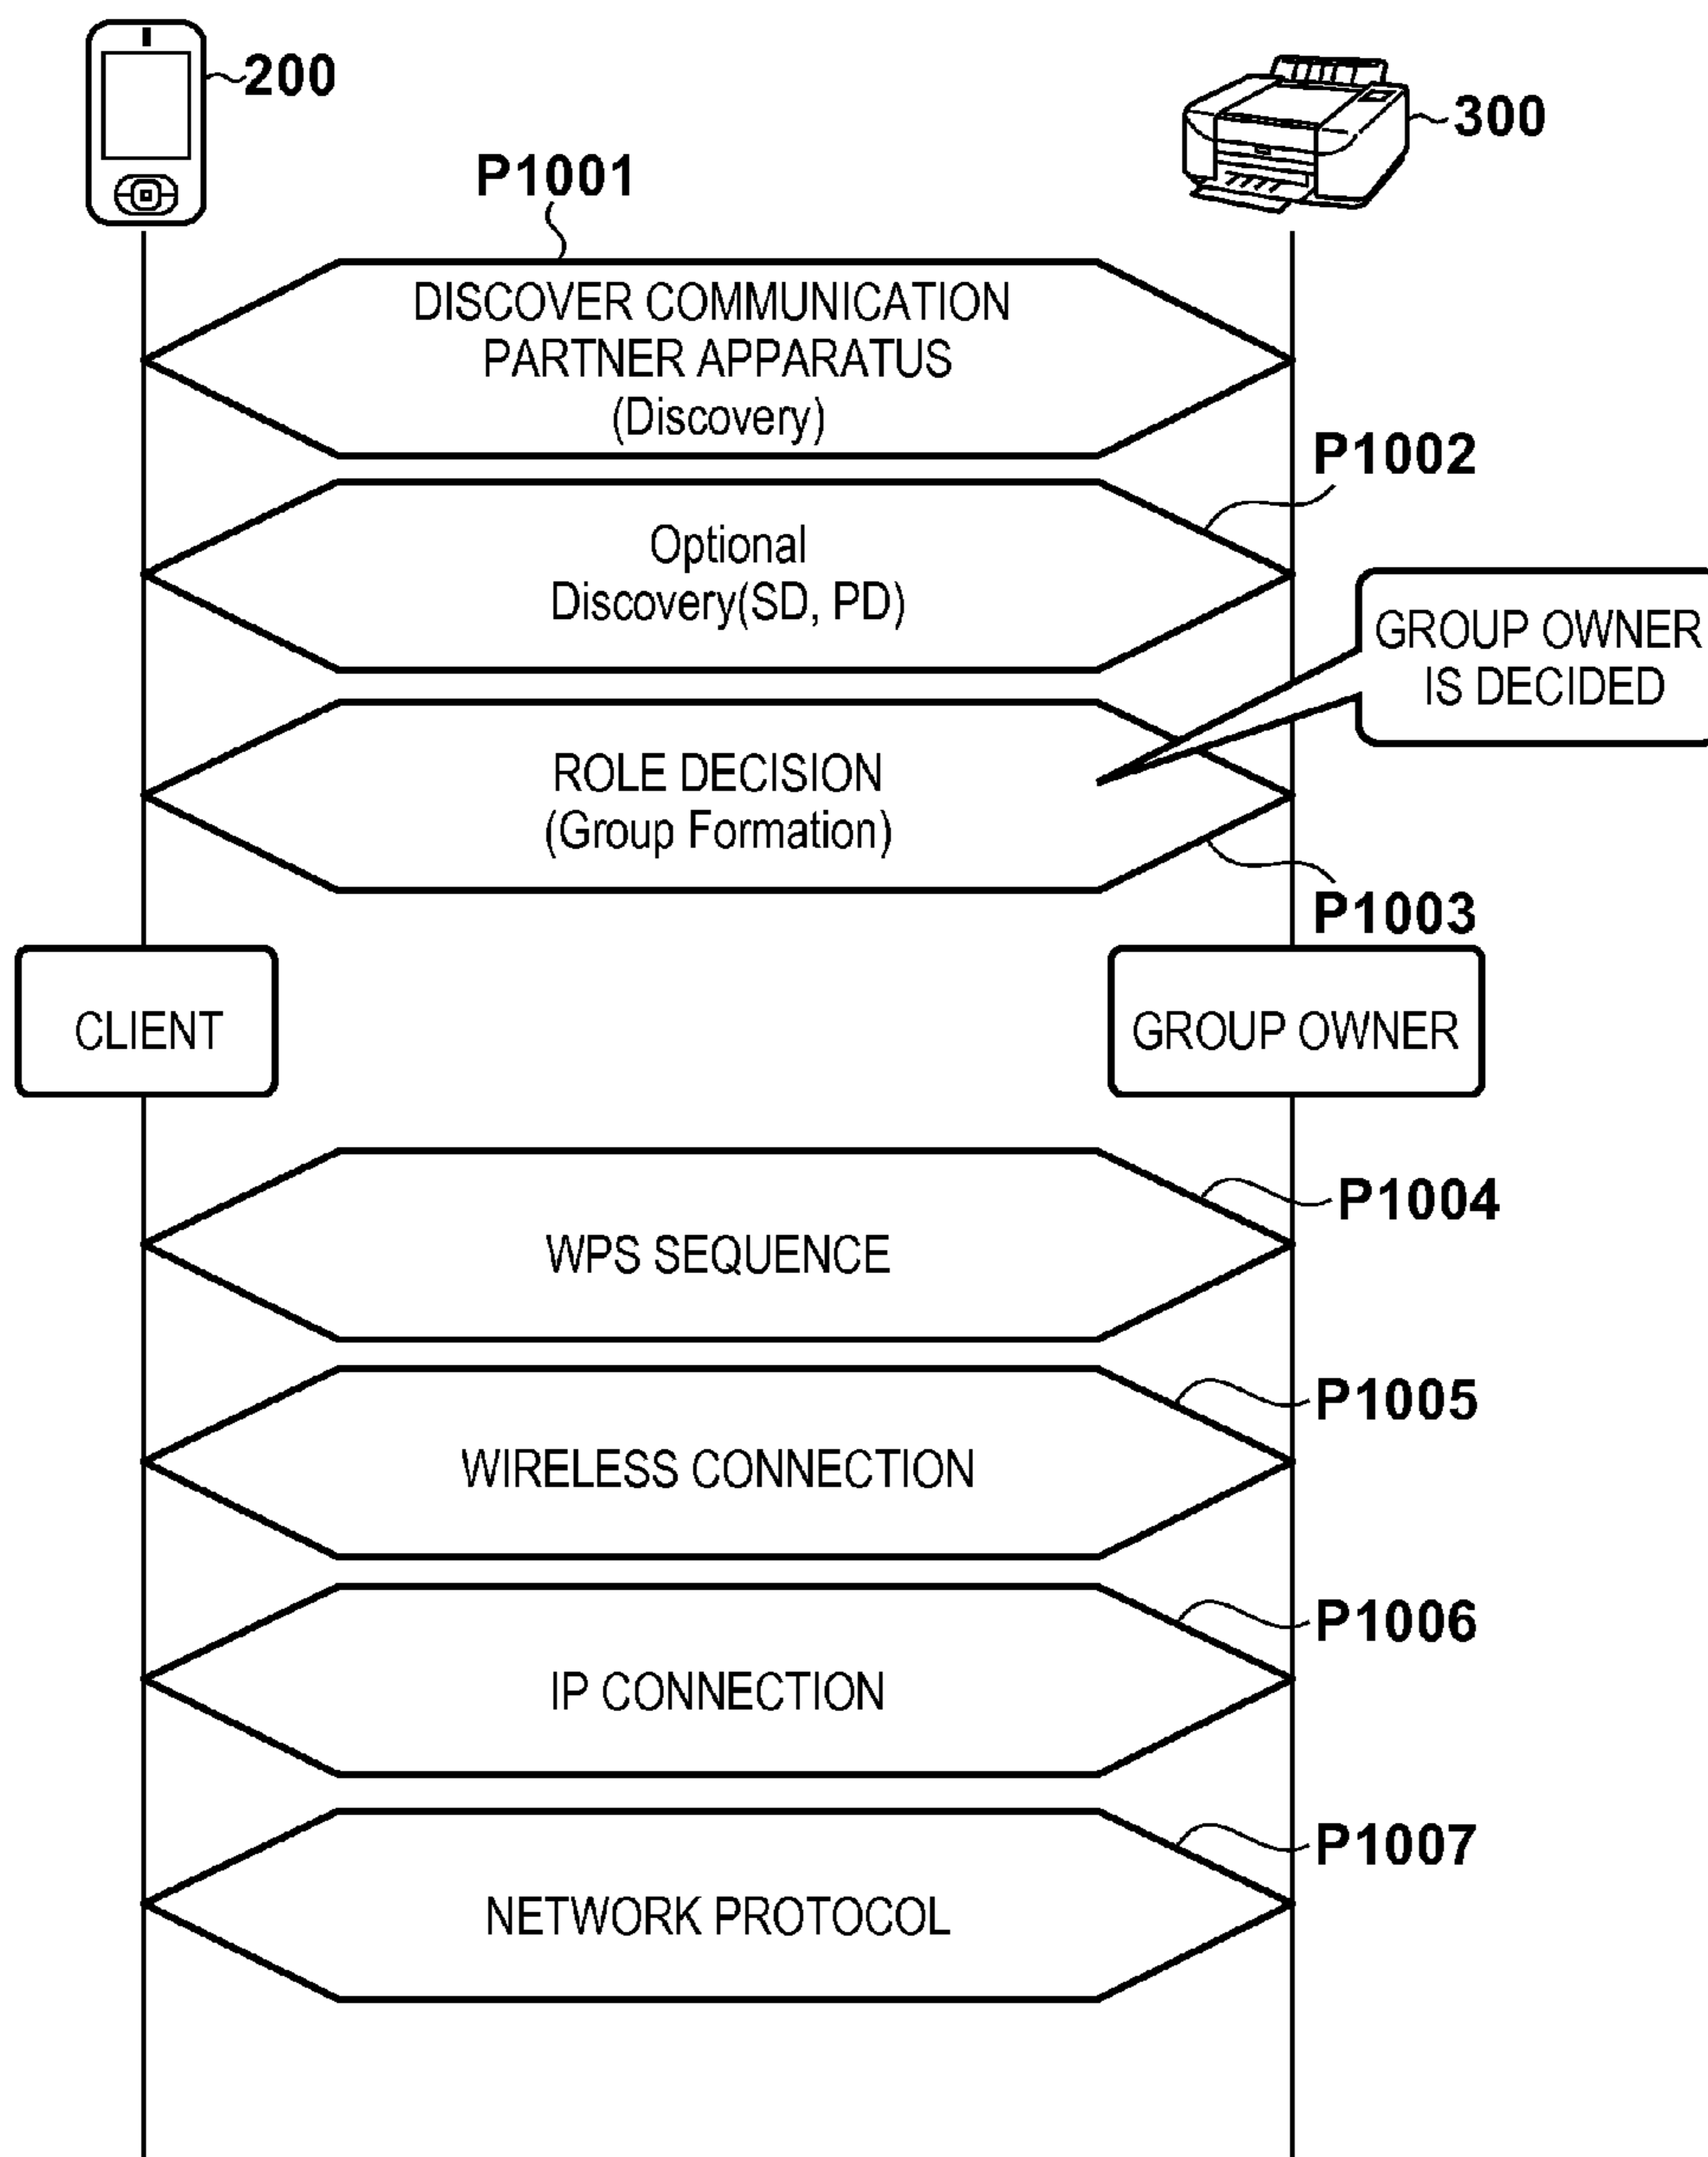 200
300
P1001
DISCOVER COMMUNICATION
PARTNER APPARATUS
(Discovery)
P1002
Optional
Discovery(SD, PD)
GROUP OWNER
IS DECIDED
ROLE DECISION
(Group Formation)
P1003
CLIENT
GROUP OWNER
P1004
WPS SEQUENCE
P1005
WIRELESS CONNECTION
P1006
IP CONNECTION
P1007
NETWORK PROTOCOL